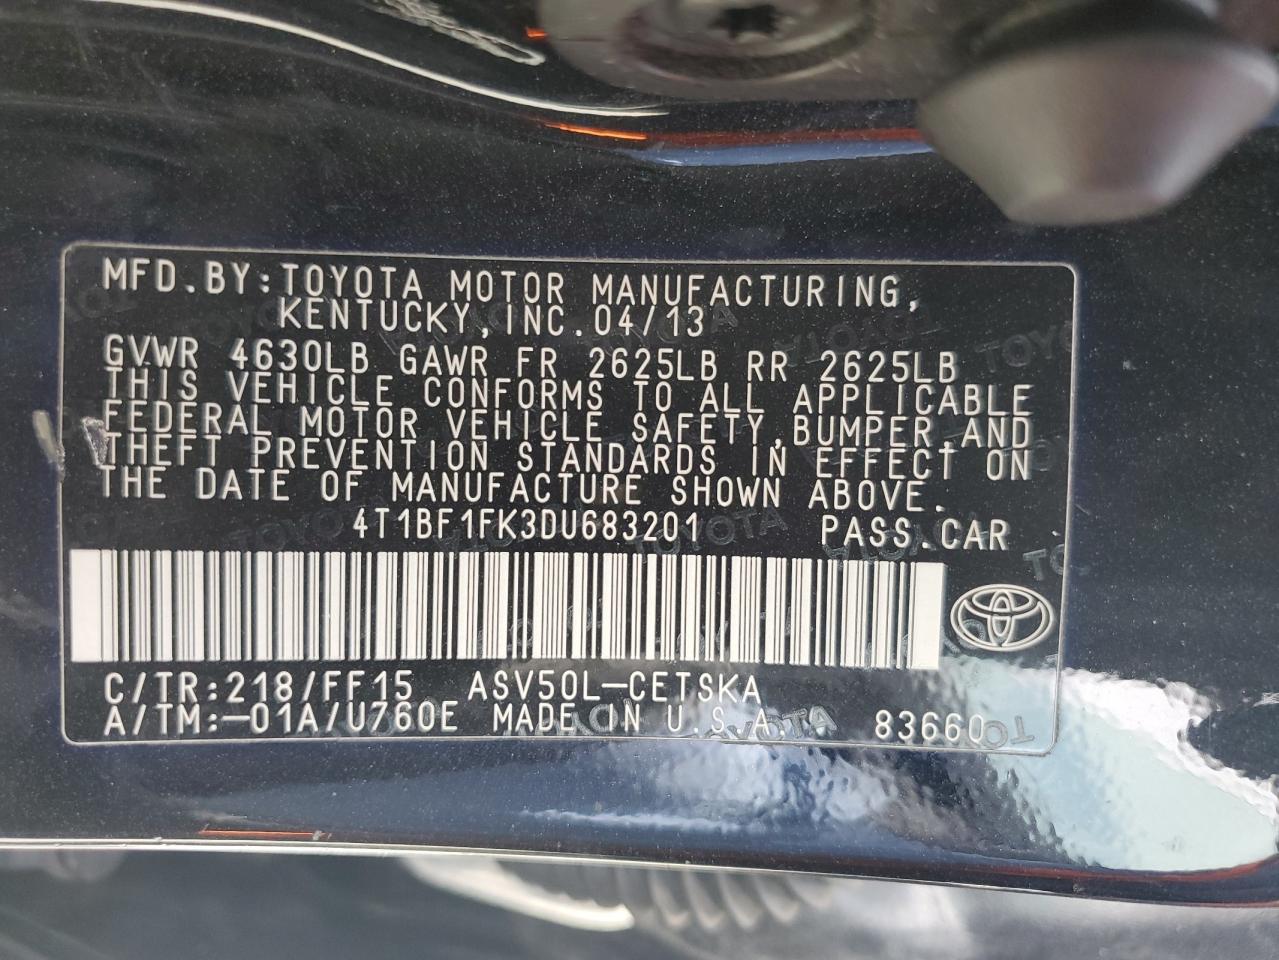 MFD.BY:TOYOTA MOTOR MANUFACTURING,
KENTUCKY,INC.04/13
GVWR 4630LB GAWR FR 2625LB RR 2625LB
THIS VEHICLE CONFORMS TO ALL APPLICABLE
FEDERAL MOTOR VEHICLE SAFETY,BUMPER,AND
THEFT PREVENTION STANDARDS IN EFFECT ON
THE DATE OF MANUFACTURE SHOWN ABOVE.
4T1BF1FK3DU683201 PASS.CAR
C/TR:218/FF15 ASV50L-CETSKA
A/TM:-01A/U760E MADE IN U.S.A. 83660